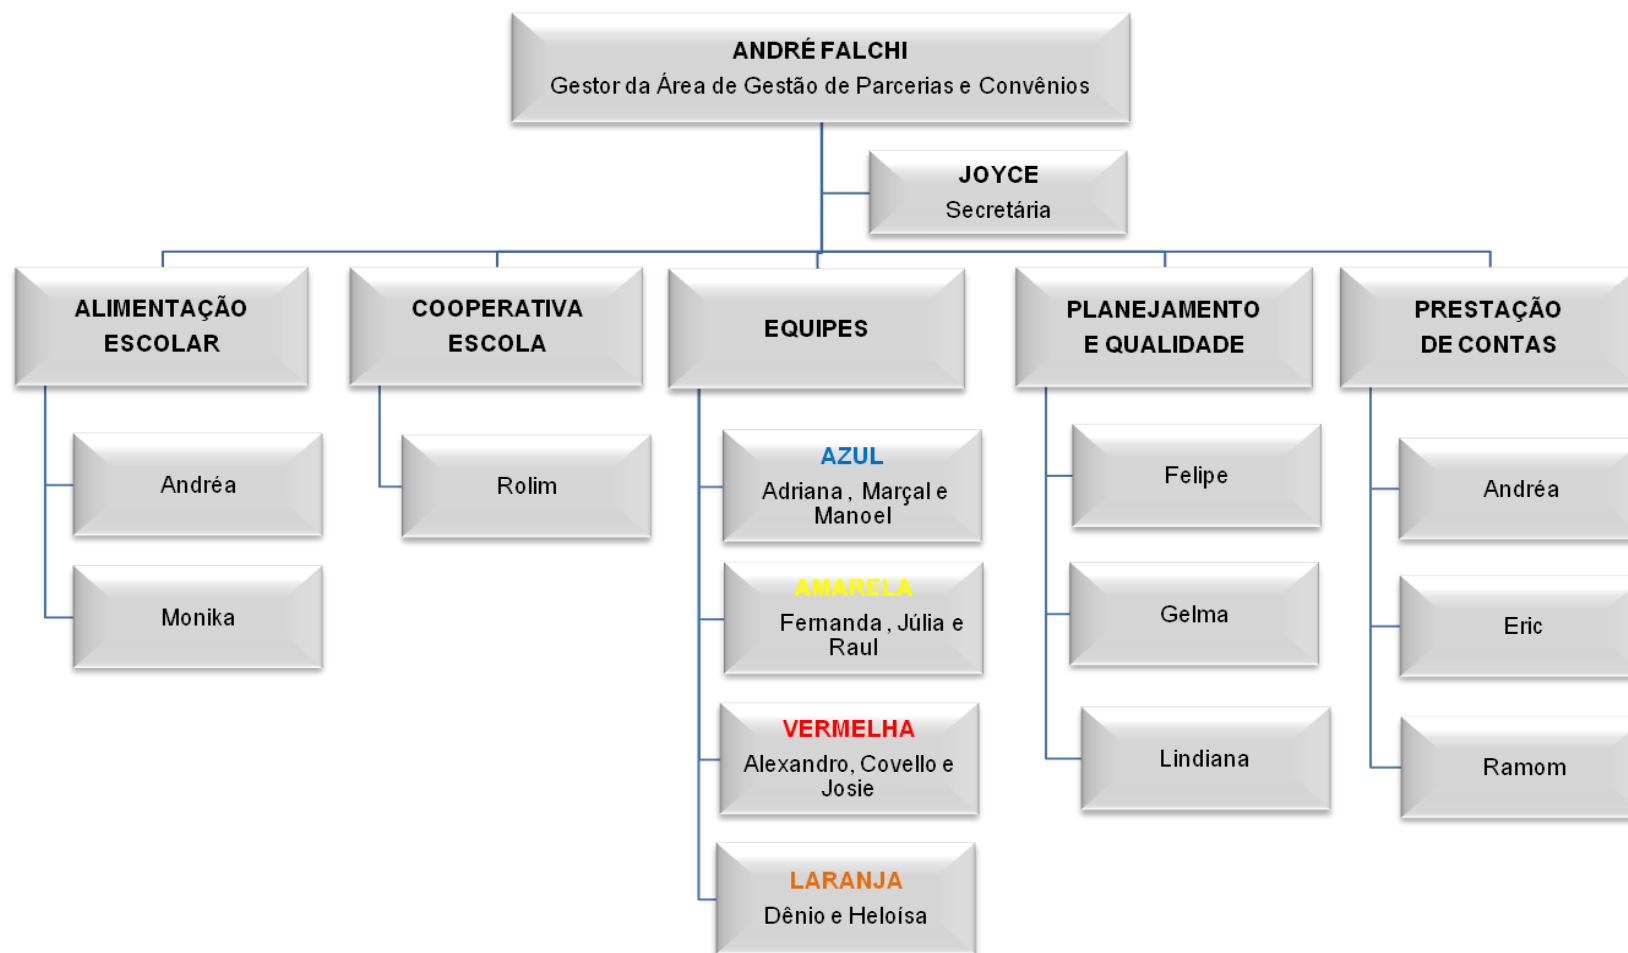 ANDRÉ FALCHI
Gestor da Área de Gestão de Parcerias e Convênios
JOYCE
Secretária
ALIMENTAÇÃO
ESCOLAR
Andréa
Monika
COOPERATIVA
ESCOLA
Rolim
EQUIPES
AZUL
Adriana , Marçal e
Manoel
AMARELA
Fernanda , Júlia e
Raul
VERMELHA
Alexandro, Covello e
Josie
LARANJA
Dênio e Heloísa
PLANEJAMENTO
E QUALIDADE
Felipe
Gelma
Lindiana
PRESTAÇÃO
DE CONTAS
Andréa
Eric
Ramom